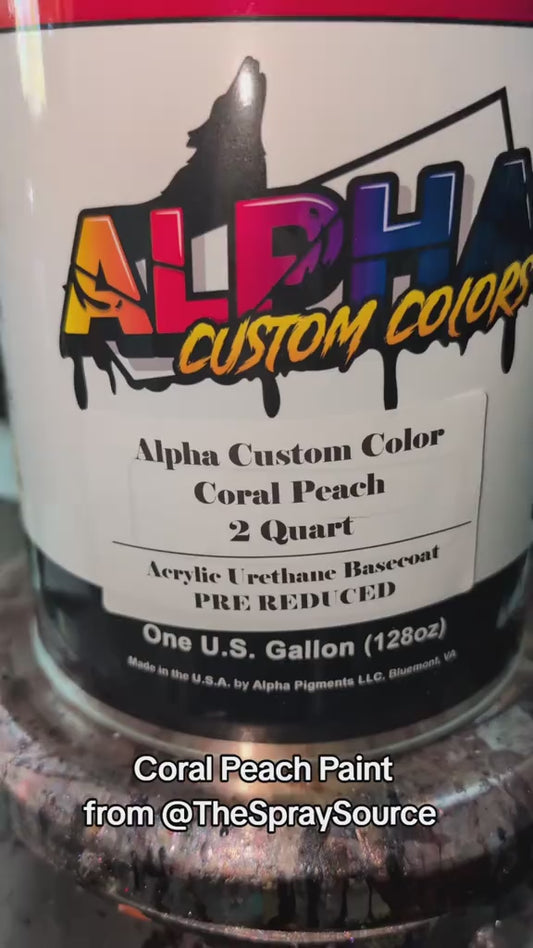 ALPHA
CUSTOM COLORS
Alpha Custom Color
Coral Peach
2 Quart
Acrylic Urethane Basecoat
PRE REDUCED
One U.S. Gallon (128oz)
Made in the U.S.A. by Alpha Pigments LLC, Bluemont, VA
Coral Peach Paint
from @TheSpraySource